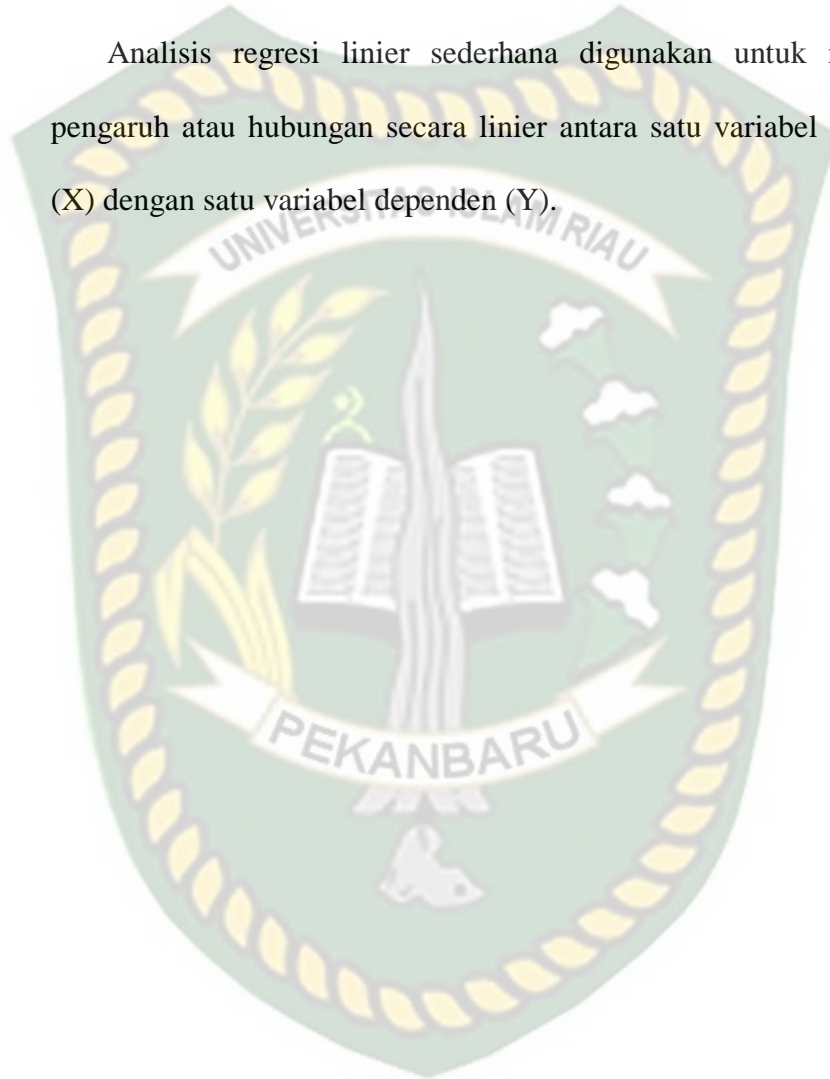 Analisis regresi linier sederhana digunakan untuk
pengaruh atau hubungan secara linier antara satu variabel
(X) dengan satu variabel dependen (Y).
UNIVERSITAS ISLAM RIAU
PEKANBARU